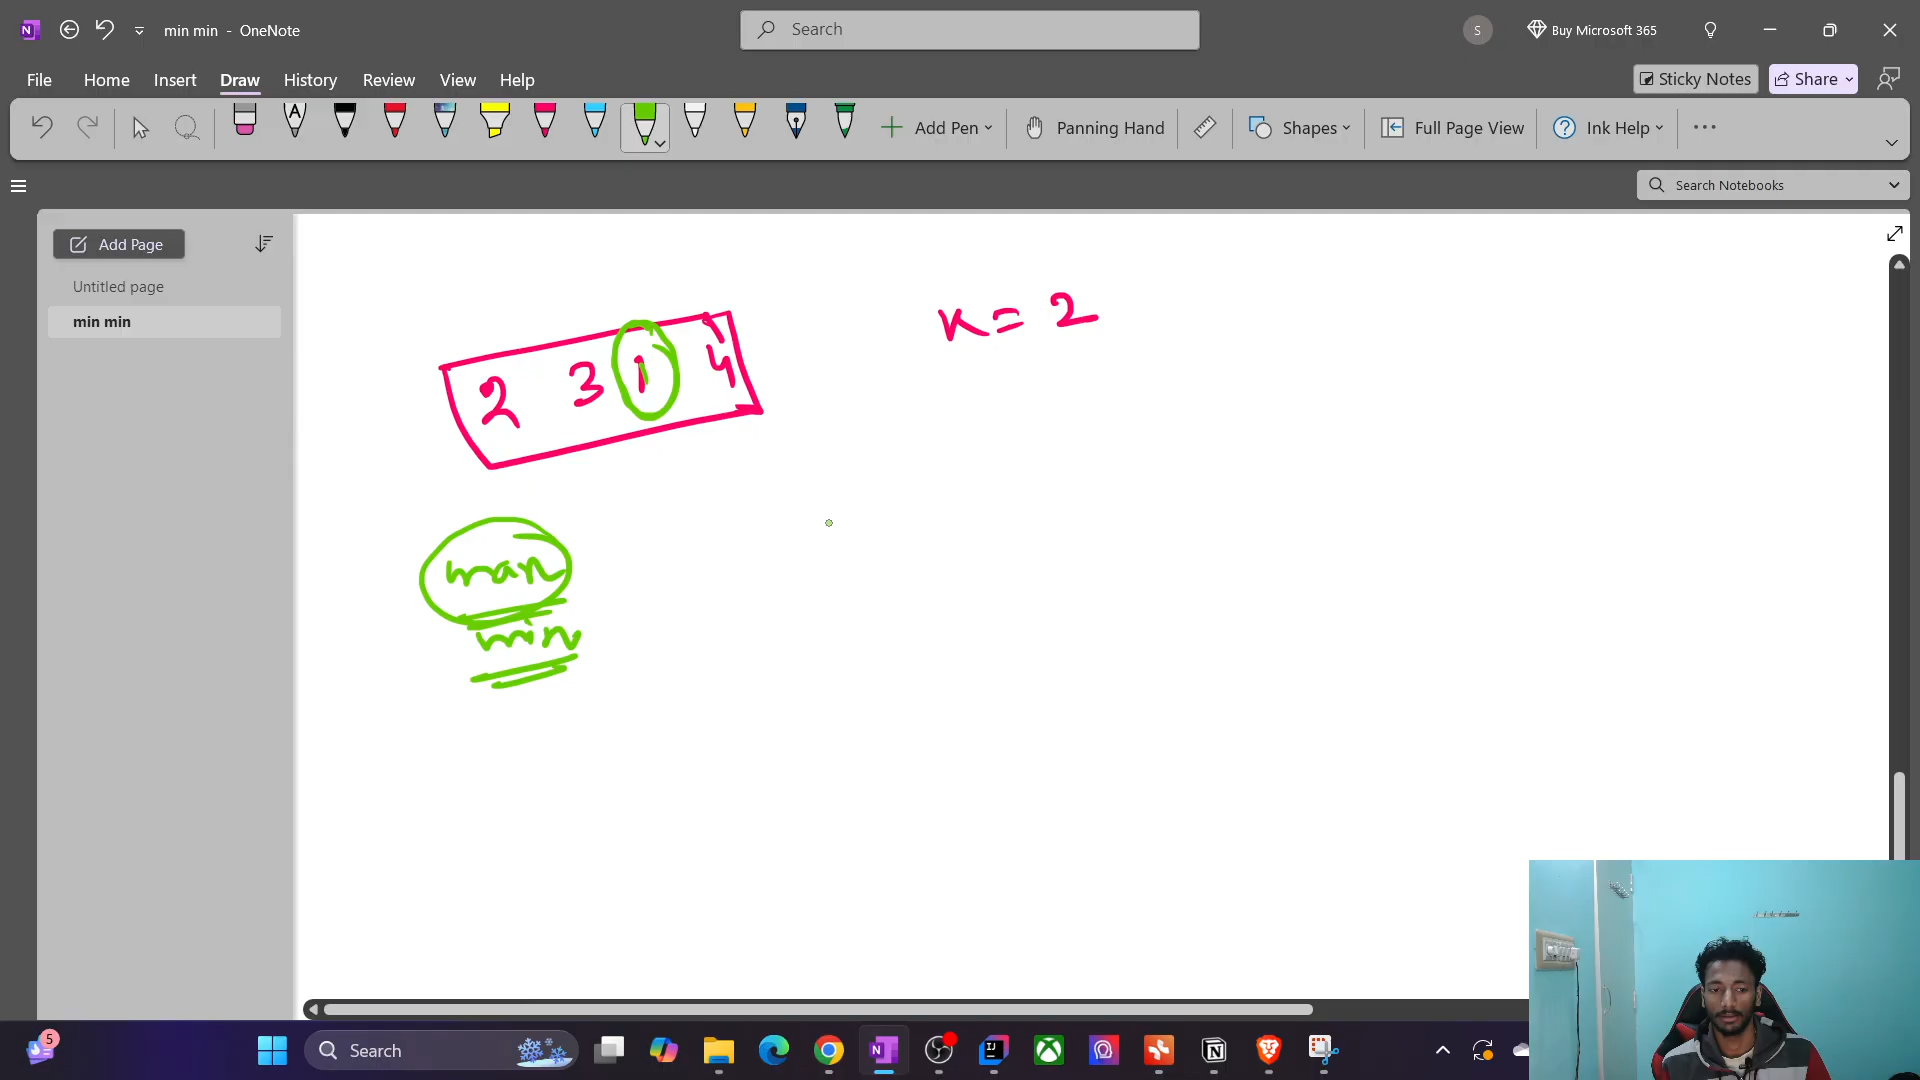 min min - OneNote
Search
S
Buy Microsoft 365
File Home Insert Draw History Review View Help
Sticky Notes
Share
A
Add Pen
Panning Hand
Shapes
Full Page View
Ink Help
Search Notebooks
Add Page
Untitled page
min min
K = 2
2 3 1 4
man
min
5
Search